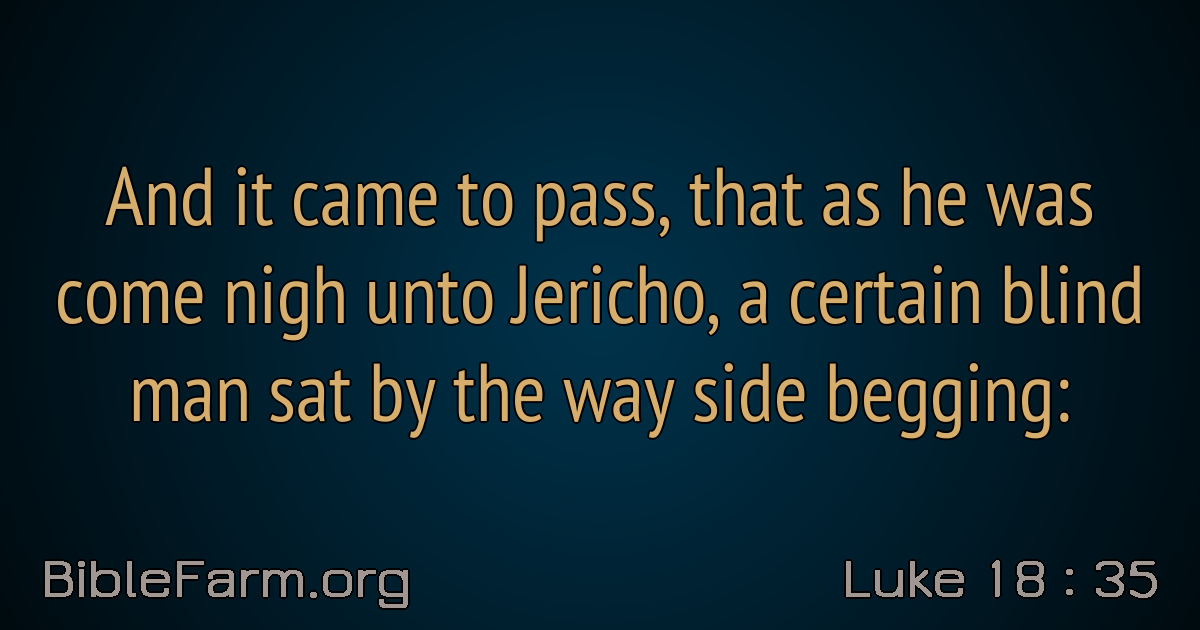 And it came to pass, that as he was
come nigh unto Jericho, a certain blind
man sat by the way side begging:
BibleFarm.org
Luke 18 : 35